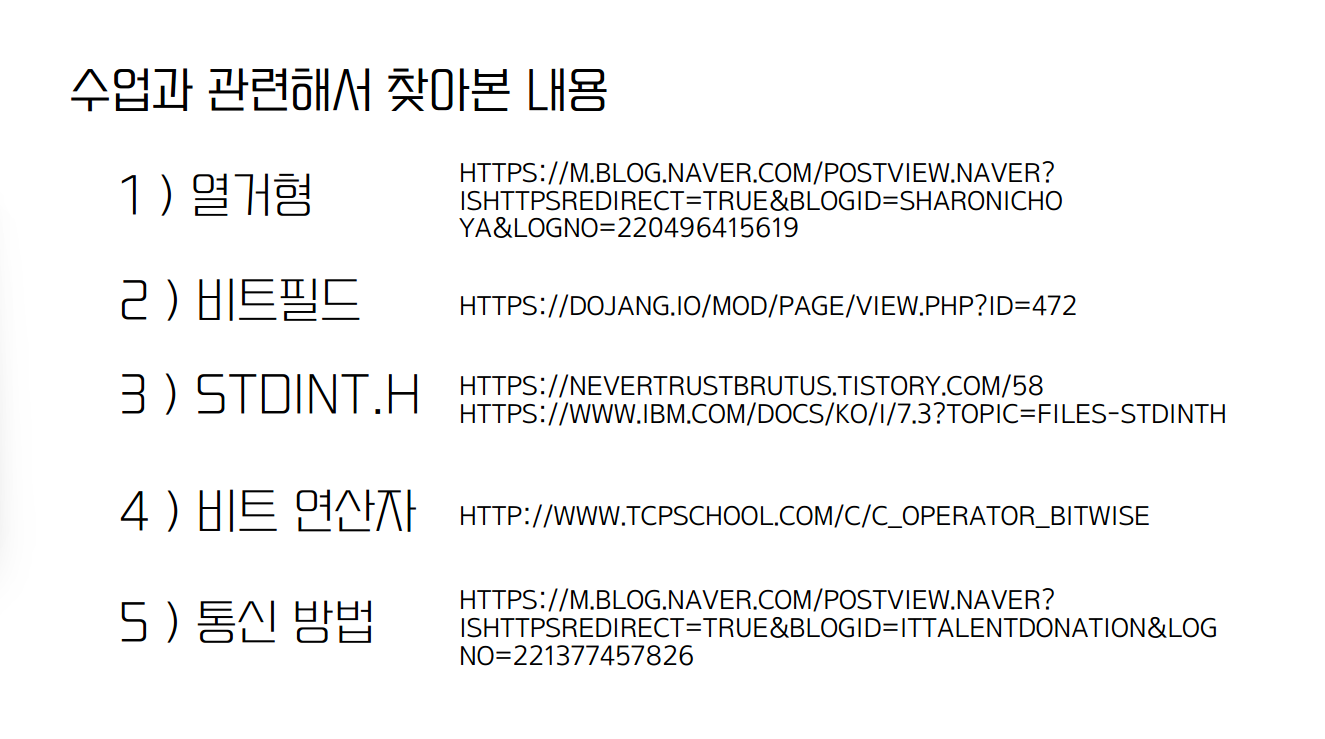 수업과 관련해서 찾아본 내용
1 ) 열거형
HTTPS://M.BLOG.NAVER.COM/POSTVIEW.NAVER?
ISHTTPSREDIRECT=TRUE&BLOGID=SHARONICHO
YA&LOGNO=220496415619
2 ) 비트필드
HTTPS://DOJANG.IO/MOD/PAGE/VIEW.PHP?ID=472
3 ) STDINT.H
HTTPS://NEVERTRUSTBRUTUS.TISTORY.COM/58
HTTPS://WWW.IBM.COM/DOCS/KO/I/7.3?TOPIC=FILES-STDINTH
4 ) 비트 연산자
HTTP://WWW.TCPSCHOOL.COM/C/C_OPERATOR_BITWISE
5 ) 통신 방법
HTTPS://M.BLOG.NAVER.COM/POSTVIEW.NAVER?
ISHTTPSREDIRECT=TRUE&BLOGID=ITTALENTDONATION&LOG
NO=221377457826